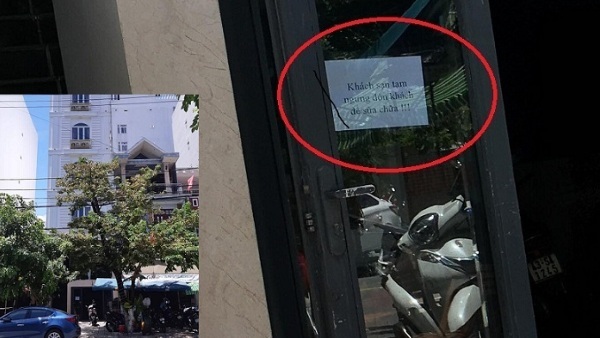 Khách sạn tạm
ngưng đón khách
để sửa chữa !!!